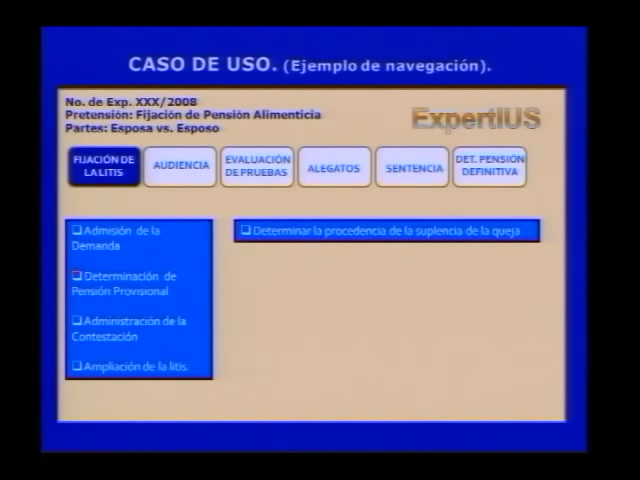 CASO DE USO. (Ejemplo de navegación).
No. de Exp. XXX/2008
Pretensión: Fijación de Pensión Alimenticia
Partes: Esposa vs. Esposo
ExpertIUS
FIJACIÓN DE
LA LITIS
AUDIENCIA
EVALUACIÓN
DE PRUEBAS
ALEGATOS
SENTENCIA
DET. PENSIÓN
DEFINITIVA
❑ Admisión de la
Demanda
❑ Determinación de
Pensión Provisional
❑ Administración de la
Contestación
❑ Ampliación de la litis.
❑ Determinar la procedencia de la suplencia de la queja